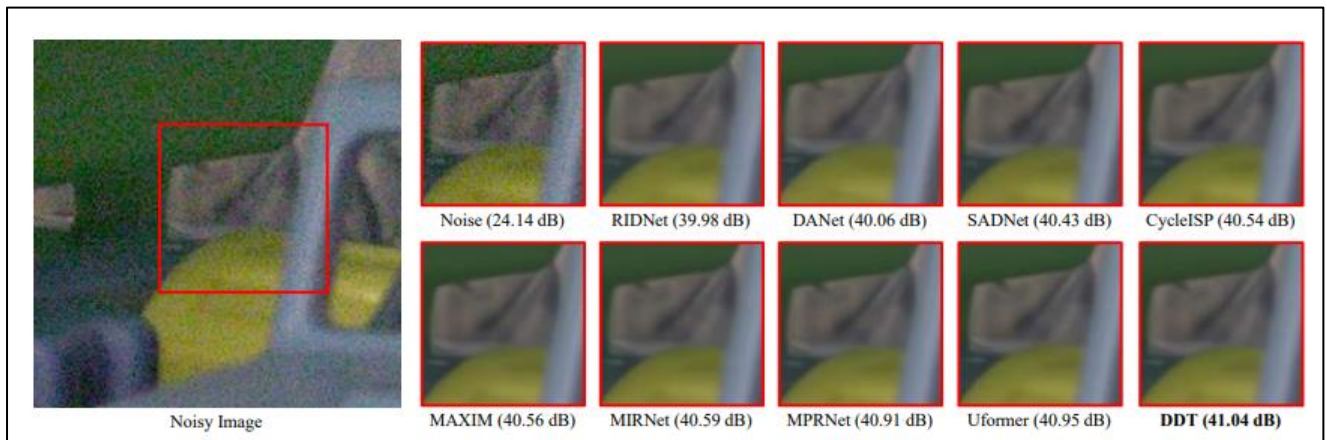 Noise (24.14 dB) RIDNet (39.98 dB) DANet (40.06 dB) SADNet (40.43 dB) CycleISP (40.54 dB)
MAXIM (40.56 dB) MIRNet (40.59 dB) MPRNet (40.91 dB) Uformer (40.95 dB) DDT (41.04 dB)
Noisy Image